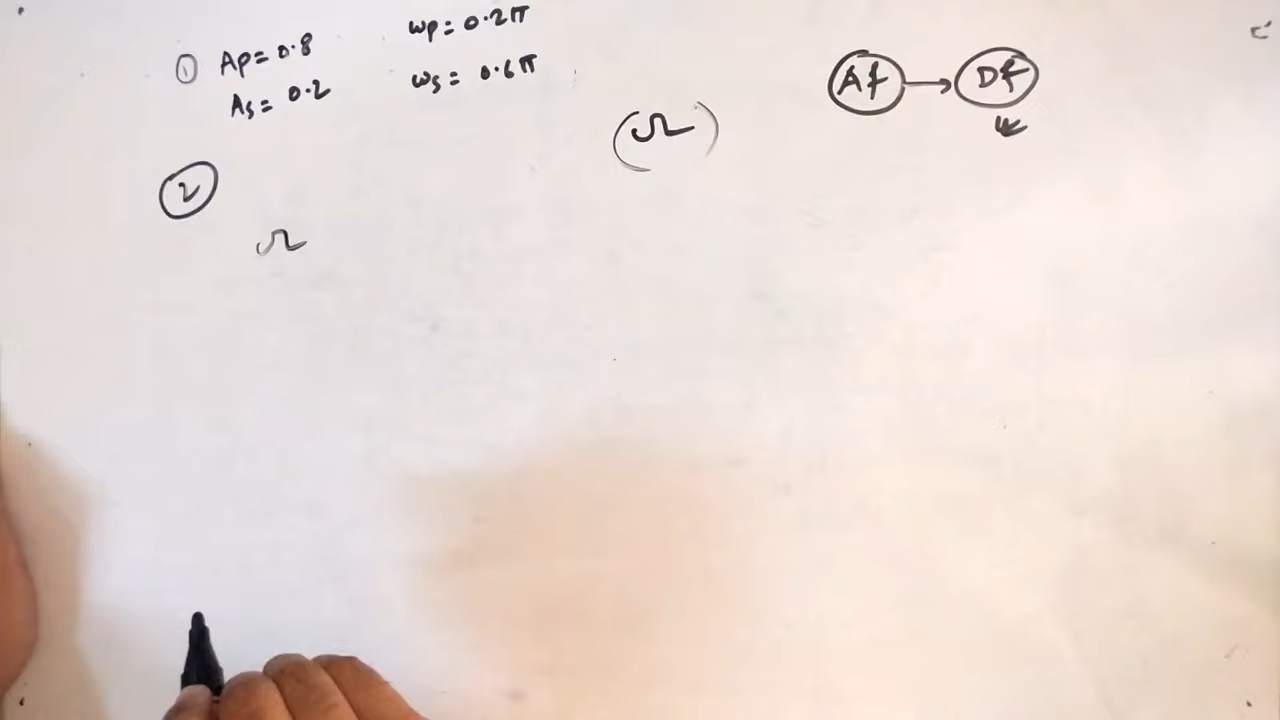 ① Ap = 0.8 ωp = 0.2π
As = 0.2 ωs = 0.6π
Af → Df
(Ω)
②
Ω